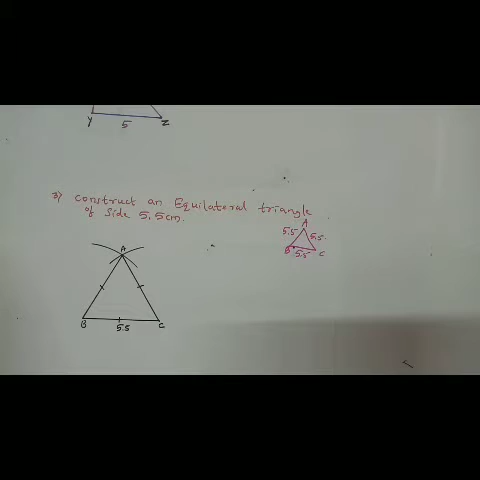 Y
5
Z
3) Construct an Equilateral triangle
of side 5.5cm.
A
5.5 5.5
B 5.5 C
A
B 5.5 C